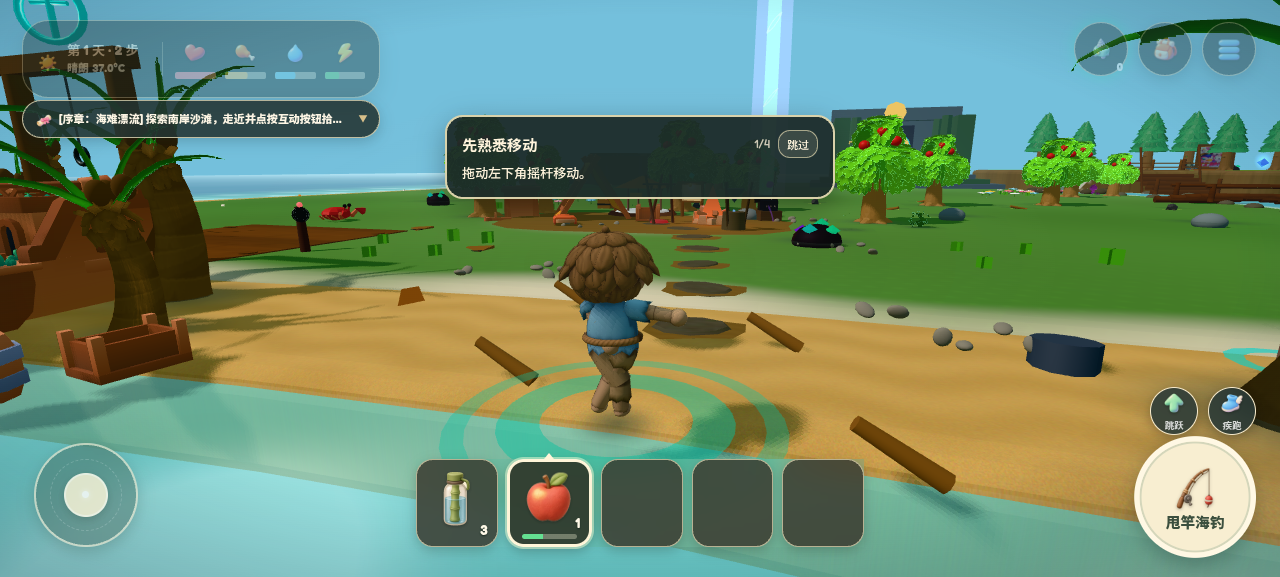 第 1 天 · 2 步
晴朗 37.0°C
[序章：海难漂流] 探索南岸沙滩，走近并点按互动按钮拾...
先熟悉移动
1/4
跳过
拖动左下角摇杆移动。
0
跳跃
疾跑
甩竿海钓
3
1